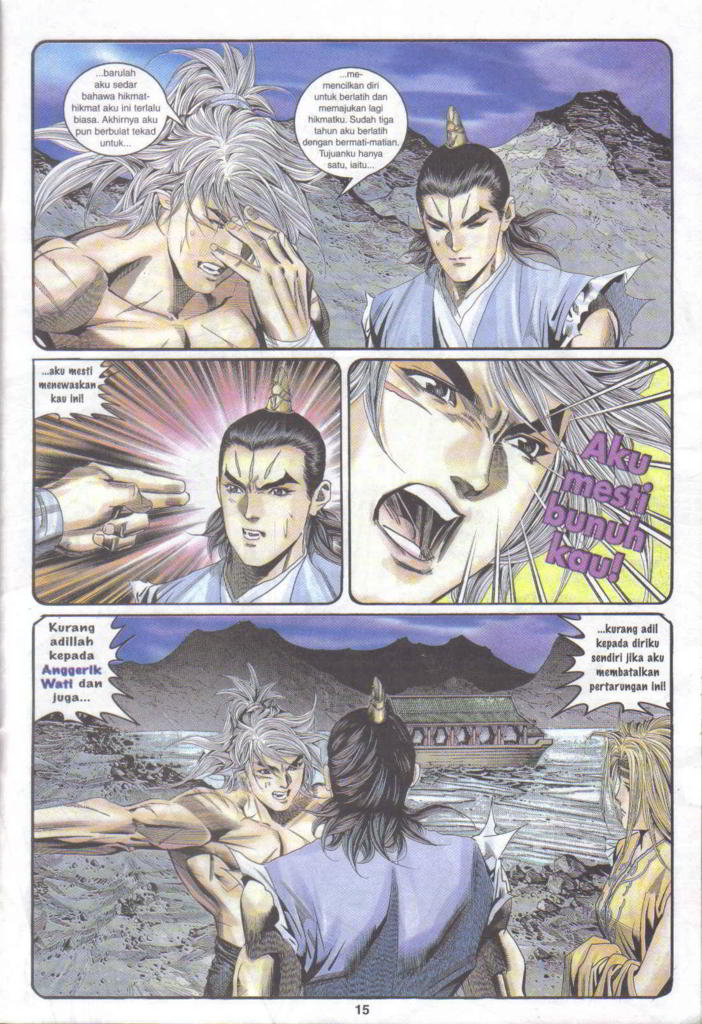 ...barulah
aku sedar
bahawa hikmat-
hikmat aku ini terlalu
biasa. Akhirnya aku
pun berbulat tekad
untuk...
...me-
mencilkan diri
untuk berlatih dan
memajukan lagi
hikmatku. Sudah tiga
tahun aku berlatih
dengan bermati-matian.
Tujuanku hanya
satu, iaitu...
...aku mesti
menewaskan
kau ini!
Aku
mesti
bunuh
kau!
Kurang
adillah
kepada
Anggerik
Wati dan
juga...
...kurang adil
kepada diriku
sendiri jika aku
membatalkan
pertarungan ini!
15